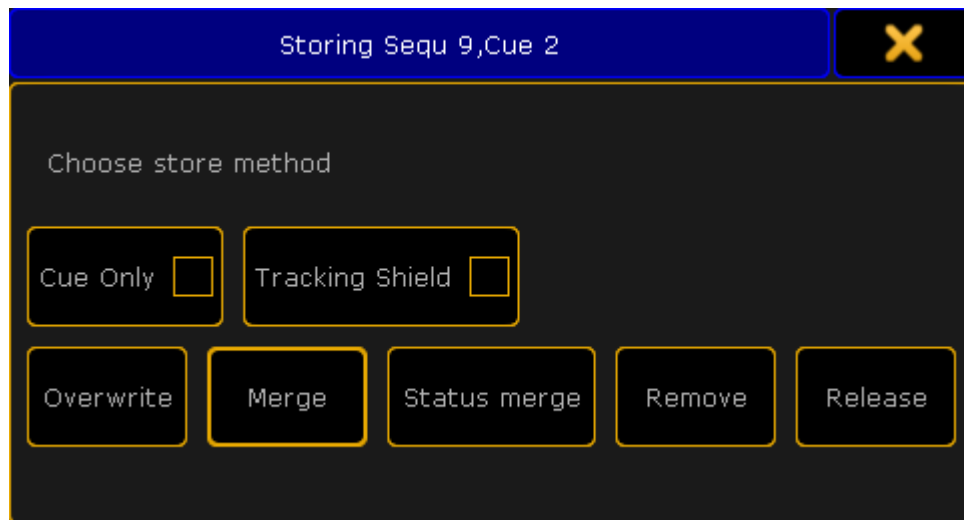 Storing Sequ 9,Cue 2
Choose store method
Cue Only Tracking Shield
Overwrite Merge Status merge Remove Release